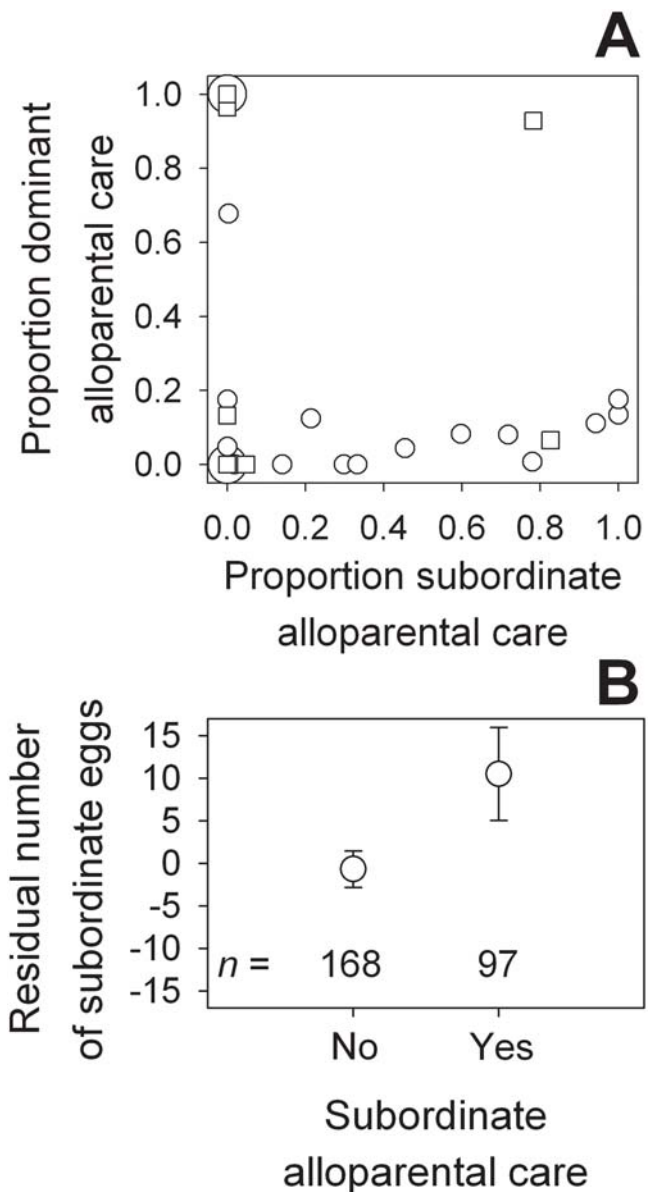 A
Proportion dominant
alloparental care
1.0
0.8
0.6
0.4
0.2
0.0
0.0 0.2 0.4 0.6 0.8 1.0
Proportion subordinate
alloparental care
B
Residual number
of subordinate eggs
15
10
5
0
-5
-10
-15
n = 168 97
No Yes
Subordinate
alloparental care